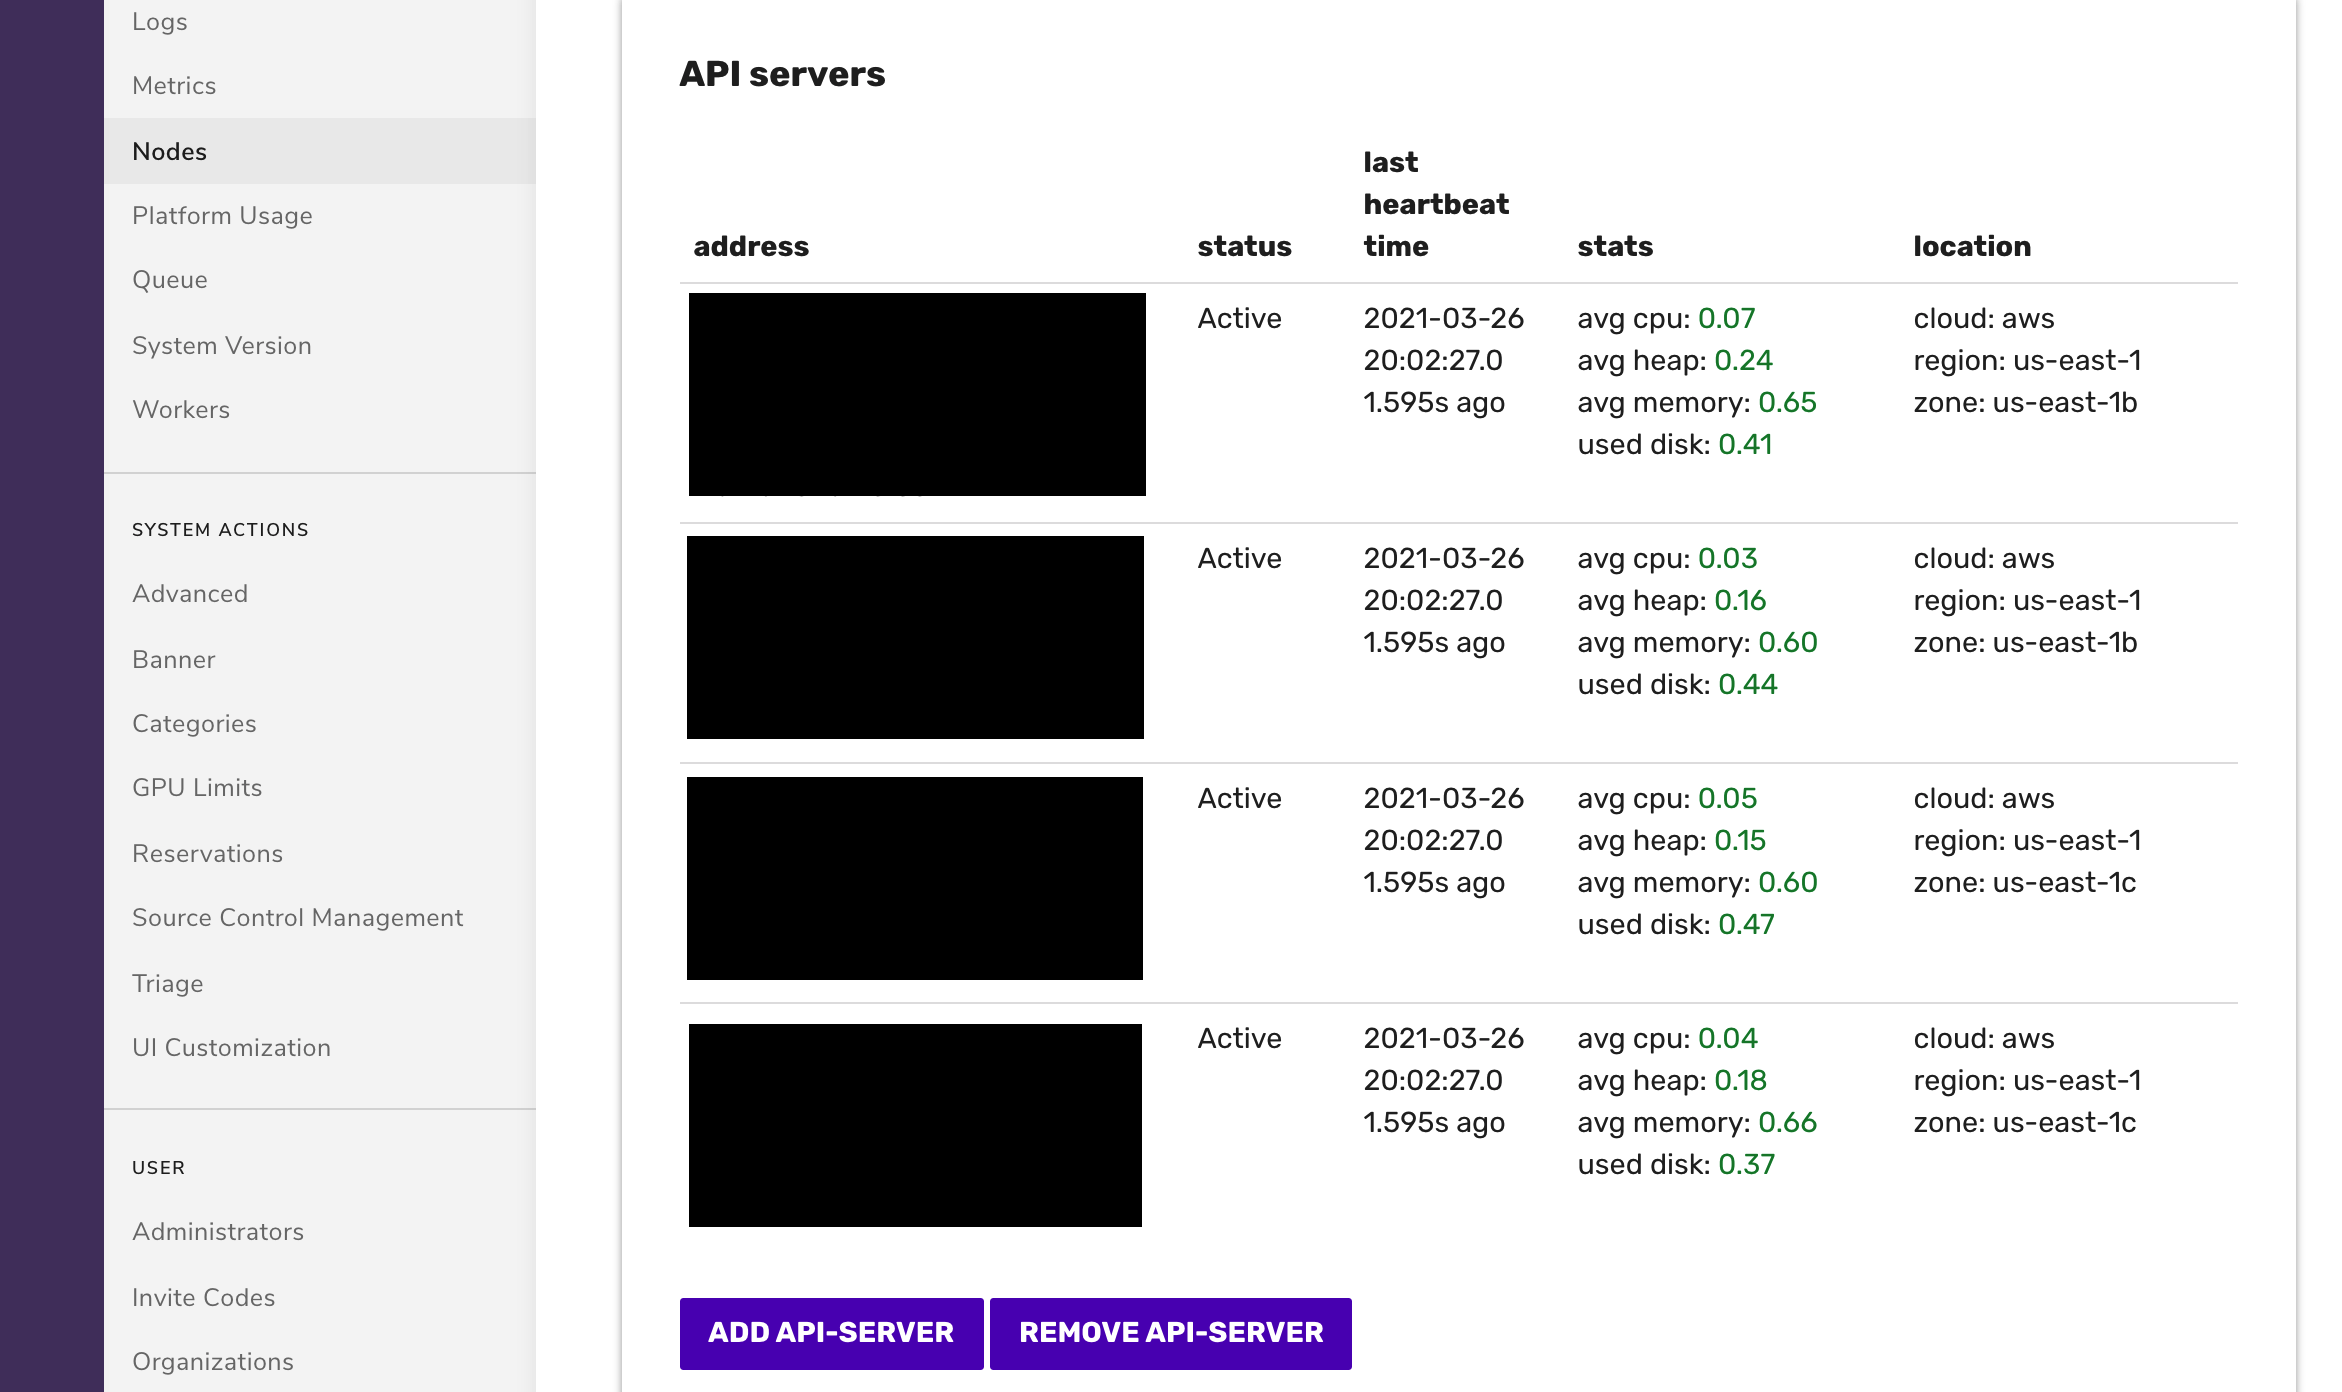 Logs
Metrics
Nodes
Platform Usage
Queue
System Version
Workers
SYSTEM ACTIONS
Advanced
Banner
Categories
GPU Limits
Reservations
Source Control Management
Triage
UI Customization
USER
Administrators
Invite Codes
Organizations
API servers
address status last heartbeat time stats location
Active 2021-03-26 avg cpu: 0.07 cloud: aws
20:02:27.0 avg heap: 0.24 region: us-east-1
1.595s ago avg memory: 0.65 zone: us-east-1b
used disk: 0.41
Active 2021-03-26 avg cpu: 0.03 cloud: aws
20:02:27.0 avg heap: 0.16 region: us-east-1
1.595s ago avg memory: 0.60 zone: us-east-1b
used disk: 0.44
Active 2021-03-26 avg cpu: 0.05 cloud: aws
20:02:27.0 avg heap: 0.15 region: us-east-1
1.595s ago avg memory: 0.60 zone: us-east-1c
used disk: 0.47
Active 2021-03-26 avg cpu: 0.04 cloud: aws
20:02:27.0 avg heap: 0.18 region: us-east-1
1.595s ago avg memory: 0.66 zone: us-east-1c
used disk: 0.37
ADD API-SERVER REMOVE API-SERVER